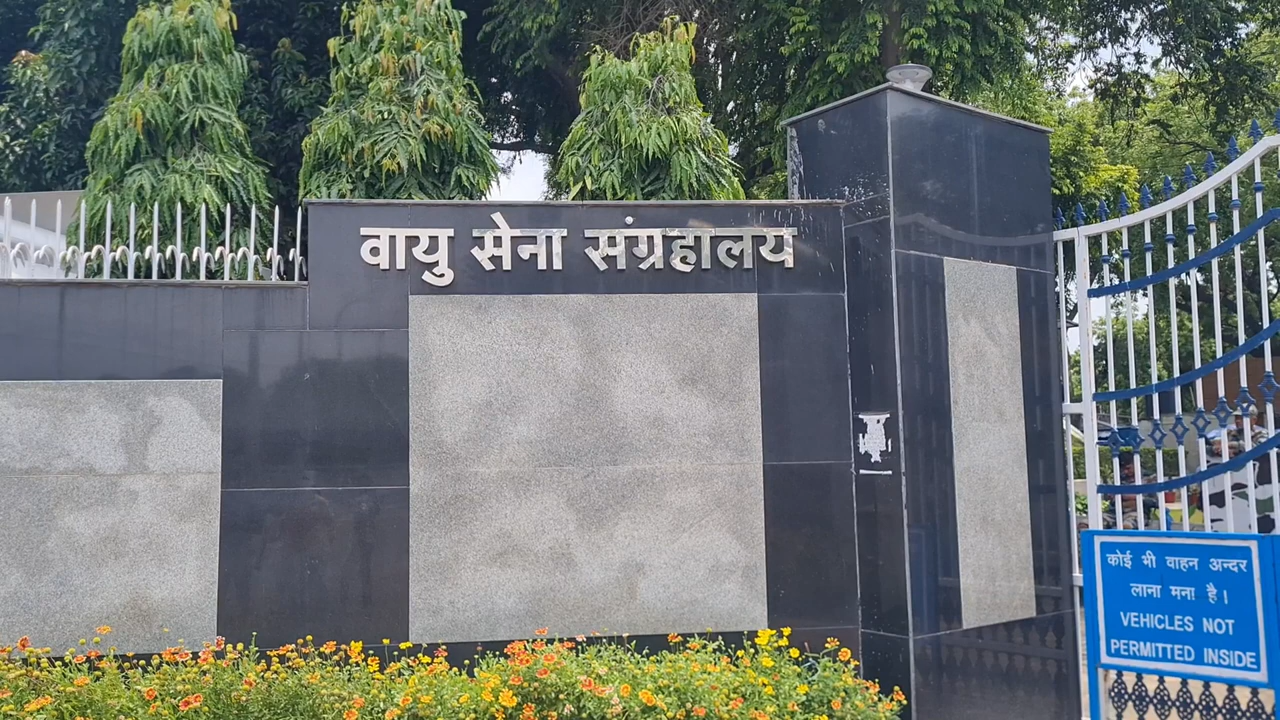 वायु सेना संग्रहालय
कोई भी वाहन अन्दर
लाना मना है।
VEHICLES NOT
PERMITTED INSIDE